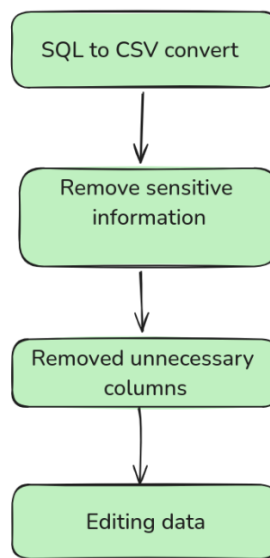 SQL to CSV convert
Remove sensitive
information
Removed unnecessary
columns
Editing data